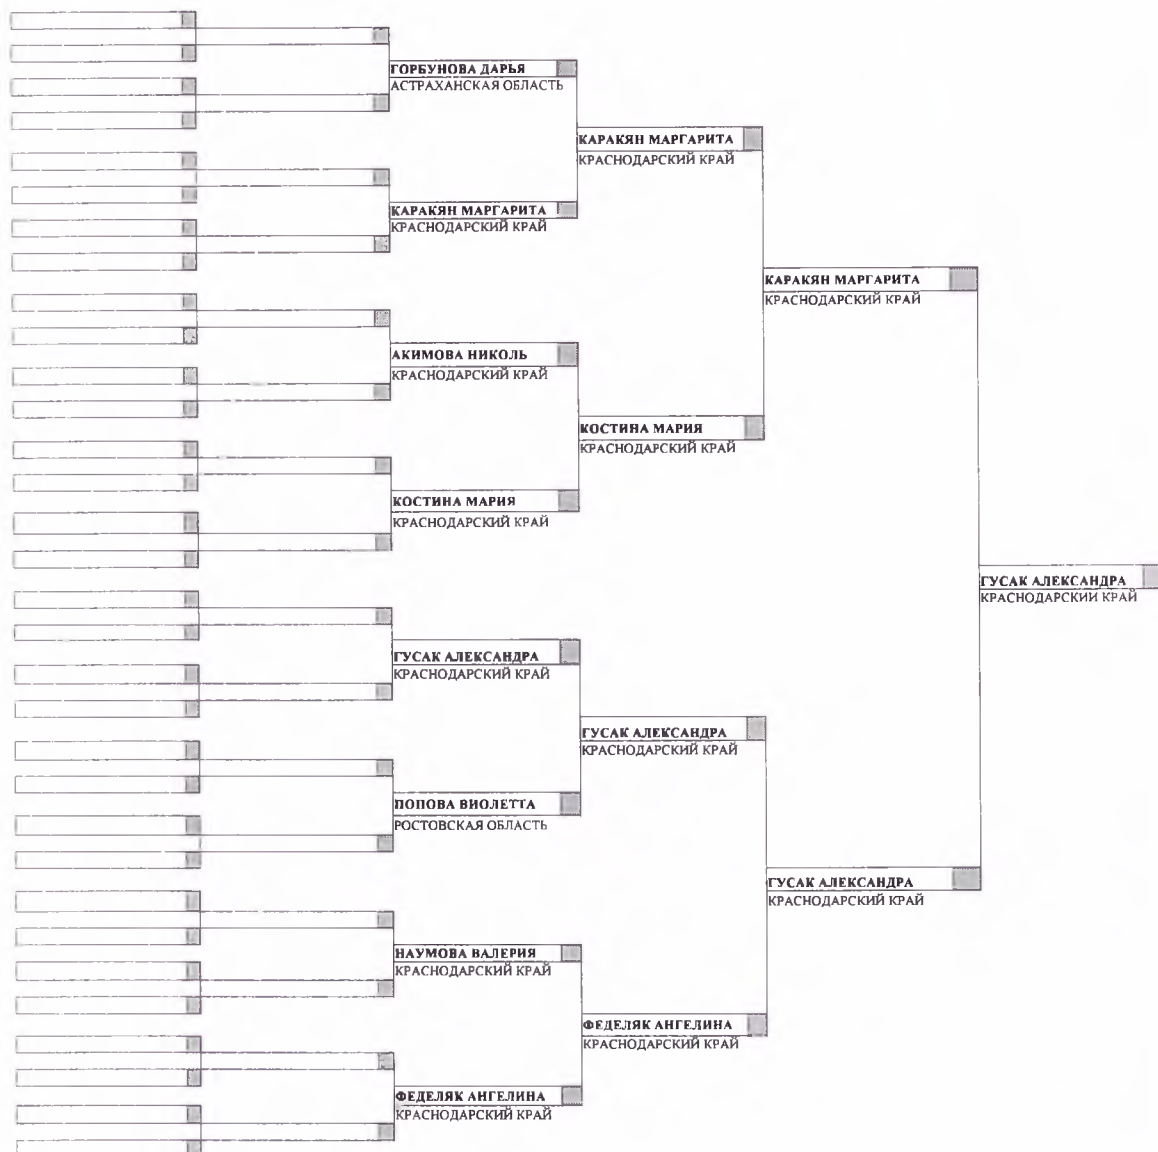 ГОРБУНОВА ДАРЬЯ
АСТРАХАНСКАЯ ОБЛАСТЬ
КАРАКЯН МАРГАРИТА
КРАСНОДАРСКИЙ КРАЙ
КАРАКЯН МАРГАРИТА
КРАСНОДАРСКИЙ КРАЙ
КАРАКЯН МАРГАРИТА
КРАСНОДАРСКИЙ КРАЙ
АКИМОВА НИКОЛЬ
КРАСНОДАРСКИЙ КРАЙ
КОСТИНА МАРИЯ
КРАСНОДАРСКИЙ КРАЙ
КОСТИНА МАРИЯ
КРАСНОДАРСКИЙ КРАЙ
ГУСАК АЛЕКСАНДРА
КРАСНОДАРСКИЙ КРАЙ
ГУСАК АЛЕКСАНДРА
КРАСНОДАРСКИЙ КРАЙ
ГУСАК АЛЕКСАНДРА
КРАСНОДАРСКИЙ КРАЙ
ПОПОВА ВИОЛЕТТА
РОСТОВСКАЯ ОБЛАСТЬ
ГУСАК АЛЕКСАНДРА
КРАСНОДАРСКИЙ КРАЙ
НАУМОВА ВАЛЕРИЯ
КРАСНОДАРСКИЙ КРАЙ
ФЕДЕЛЯК АНГЕЛИНА
КРАСНОДАРСКИЙ КРАЙ
ФЕДЕЛЯК АНГЕЛИНА
КРАСНОДАРСКИЙ КРАЙ